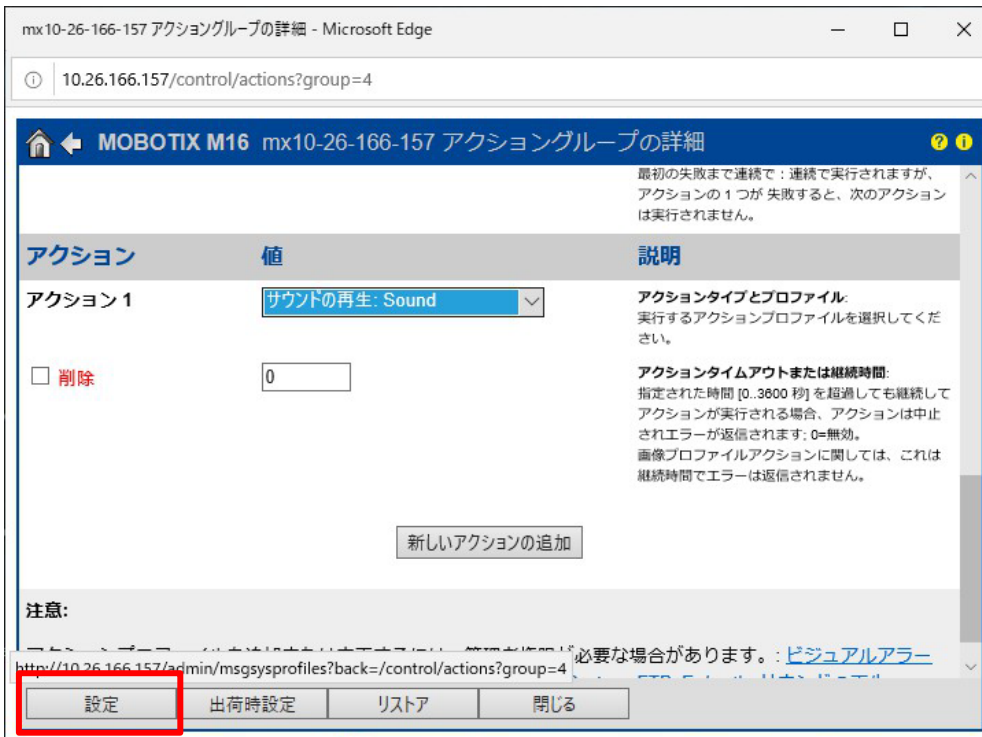 mx10-26-166-157 アクショングループの詳細 - Microsoft Edge
10.26.166.157/control/actions?group=4
MOBOTIX M16 mx10-26-166-157 アクショングループの詳細
最初の失敗まで連続で : 連続で実行されますが、
アクションの 1 つが 失敗すると、次のアクション
は実行されません。
アクション 値 説明
アクション 1 サウンドの再生: Sound
アクションタイプとプロファイル:
実行するアクションプロファイルを選択してくだ
さい。
削除 0
アクションタイムアウトまたは継続時間:
指定された時間 [0..3600 秒] を超過しても継続して
アクションが実行される場合、アクションは中止
されエラーが返信されます; 0=無効。
画像プロファイルアクションに関しては、これは
継続時間でエラーは返信されません。
新しいアクションの追加
注意:
必要な場合があります。: ビジュアルアラー
http://10.26.166.157/admin/msgsysprofiles?back=/control/actions?group=4
設定 出荷時設定 リストア 閉じる